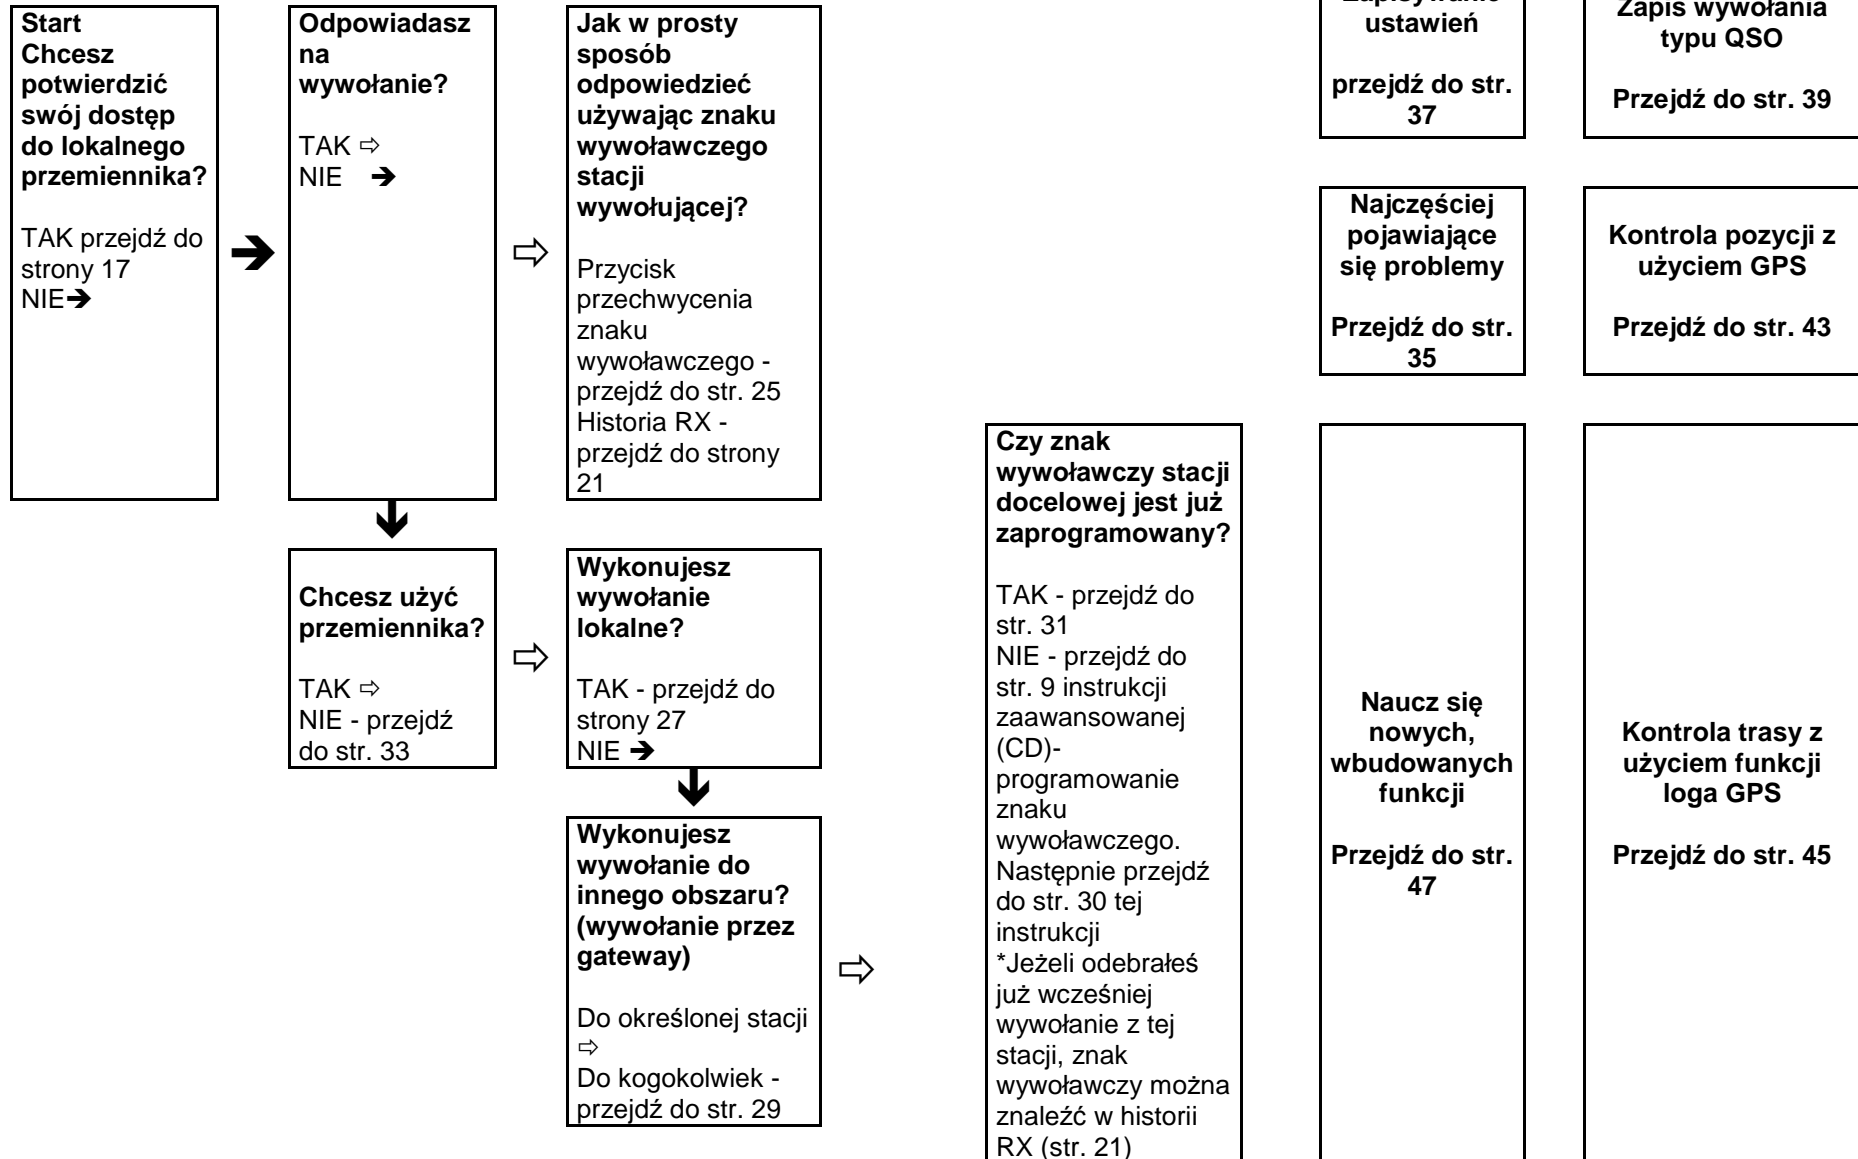 Start
Chcesz
potwierdzić
swój dostęp
do lokalnego
przemiennika?
TAK przejdź do
strony 17
NIE➔
➔
Odpowiadasz
na
wywołanie?
TAK ⇨
NIE ➔
⇨
Jak w prosty
sposób
odpowiedzieć
używając znaku
wywoławczego
stacji
wywołującej?
Przycisk
przechwycenia
znaku
wywoławczego -
przejdź do str. 25
Historia RX -
przejdź do strony
21
Chcesz użyć
przemiennika?
TAK ⇨
NIE - przejdź
do str. 33
⇨
Wykonujesz
wywołanie
lokalne?
TAK - przejdź do
strony 27
NIE ➔
Wykonujesz
wywołanie do
innego obszaru?
(wywołanie przez
gateway)
Do określonej stacji
⇨
Do kogokolwiek -
przejdź do str. 29
⇨
Czy znak
wywoławczy stacji
docelowej jest już
zaprogramowany?
TAK - przejdź do
str. 31
NIE - przejdź do
str. 9 instrukcji
zaawansowanej
(CD)-
programowanie
znaku
wywoławczego.
Następnie przejdź
do str. 30 tej
instrukcji
*Jeżeli odebrałeś
już wcześniej
wywołanie z tej
stacji, znak
wywoławczy można
znaleźć w historii
RX (str. 21)
Zapisywanie
ustawień
przejdź do str.
37
Zapis wywołania
typu QSO
Przejdź do str. 39
Najczęściej
pojawiające
się problemy
Przejdź do str.
35
Kontrola pozycji z
użyciem GPS
Przejdź do str. 43
Naucz się
nowych,
wbudowanych
funkcji
Przejdź do str.
47
Kontrola trasy z
użyciem funkcji
loga GPS
Przejdź do str. 45